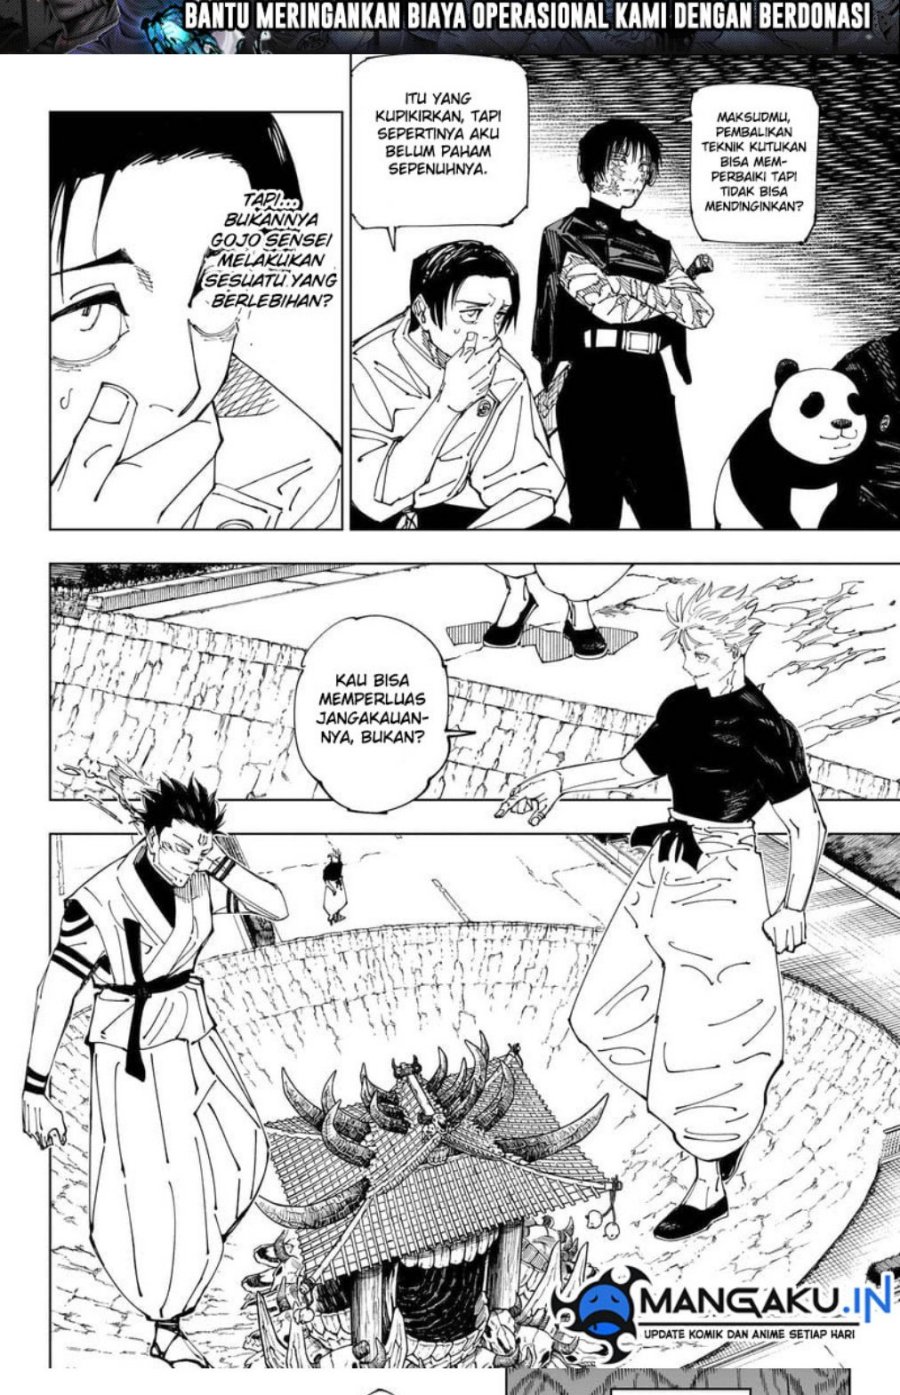 BANTU MERINGANKAN BIAYA OPERASIONAL KAMI DENGAN BERDONASI
MAKSUDMU,
PEMBALIKAN
TEKNIK KUTUKAN
BISA MEM-
PERBAIKI TAPI
TIDAK BISA
MENDINGINKAN?
ITU YANG
KUPIKIRKAN, TAPI
SEPERTINYA AKU
BELUM PAHAM
SEPENUHNYA.
TAPI...
BUKANNYA
GOJO SENSEI
MELAKUKAN
SESUATU YANG
BERLEBIHAN?
KAU BISA
MEMPERLUAS
JANGAKAUAN-
NYA, BUKAN?
MANGAKU.IN
UPDATE KOMIK DAN ANIME SETIAP HARI